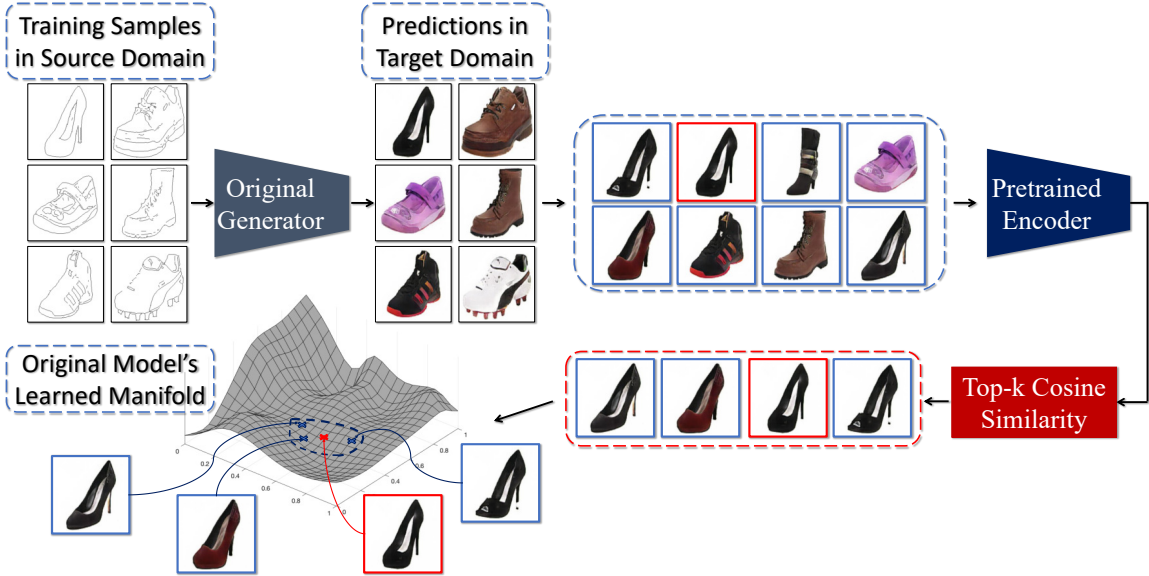 Training Samples
in Source Domain
Predictions in
Target Domain
Original
Generator
Pretrained
Encoder
Original Model's
Learned Manifold
Top-k Cosine
Similarity
0
0.2
0.4
0.6
0.8
1
0
0.2
0.4
0.6
0.8
1